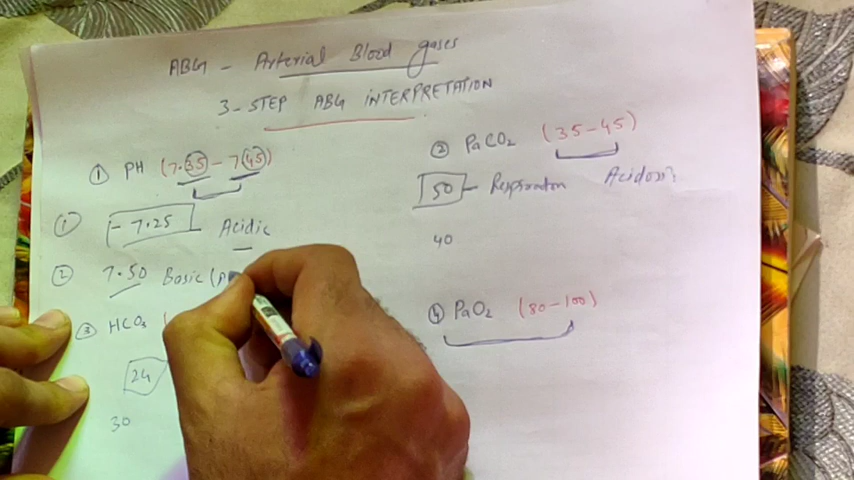 ABG - Arterial Blood gases
3-STEP ABG INTERPRETATION
① PH (7.35 - 7.45)
② PaCO₂ (35-45)
① - 7.25 Acidic
50 - Respiration Acidosis
40
② 7.50 Basic (
③ HCO₃ (
④ PaO₂ (80-100)
24
30